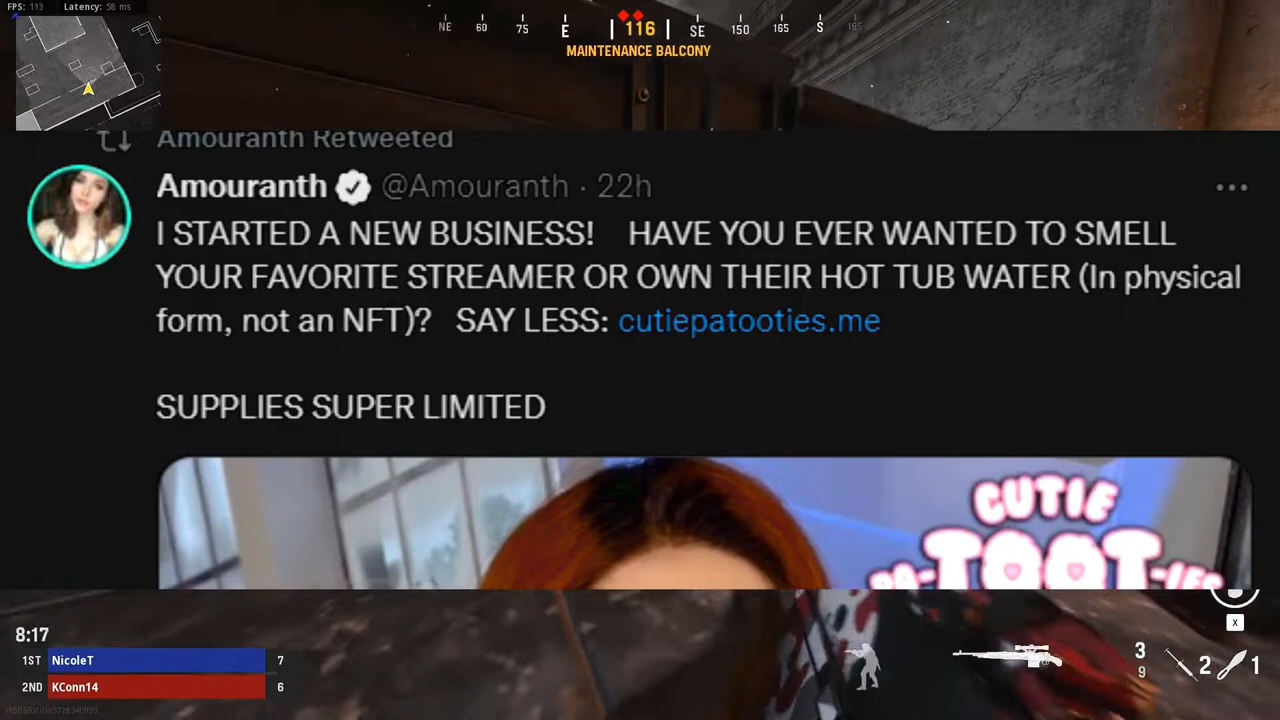 FPS: 113 Latency: 58 ms
NE 60 75 E 116 SE 150 165 S 195
MAINTENANCE BALCONY
Amouranth Retweeted
Amouranth @Amouranth · 22h
I STARTED A NEW BUSINESS! HAVE YOU EVER WANTED TO SMELL
YOUR FAVORITE STREAMER OR OWN THEIR HOT TUB WATER (In physical
form, not an NFT)? SAY LESS: cutiepatooties.me
SUPPLIES SUPER LIMITED
CUTIE
PA-TOOT-IES
X
8:17
1ST NicoleT 7
2ND KConn14 6
3
9
2
1